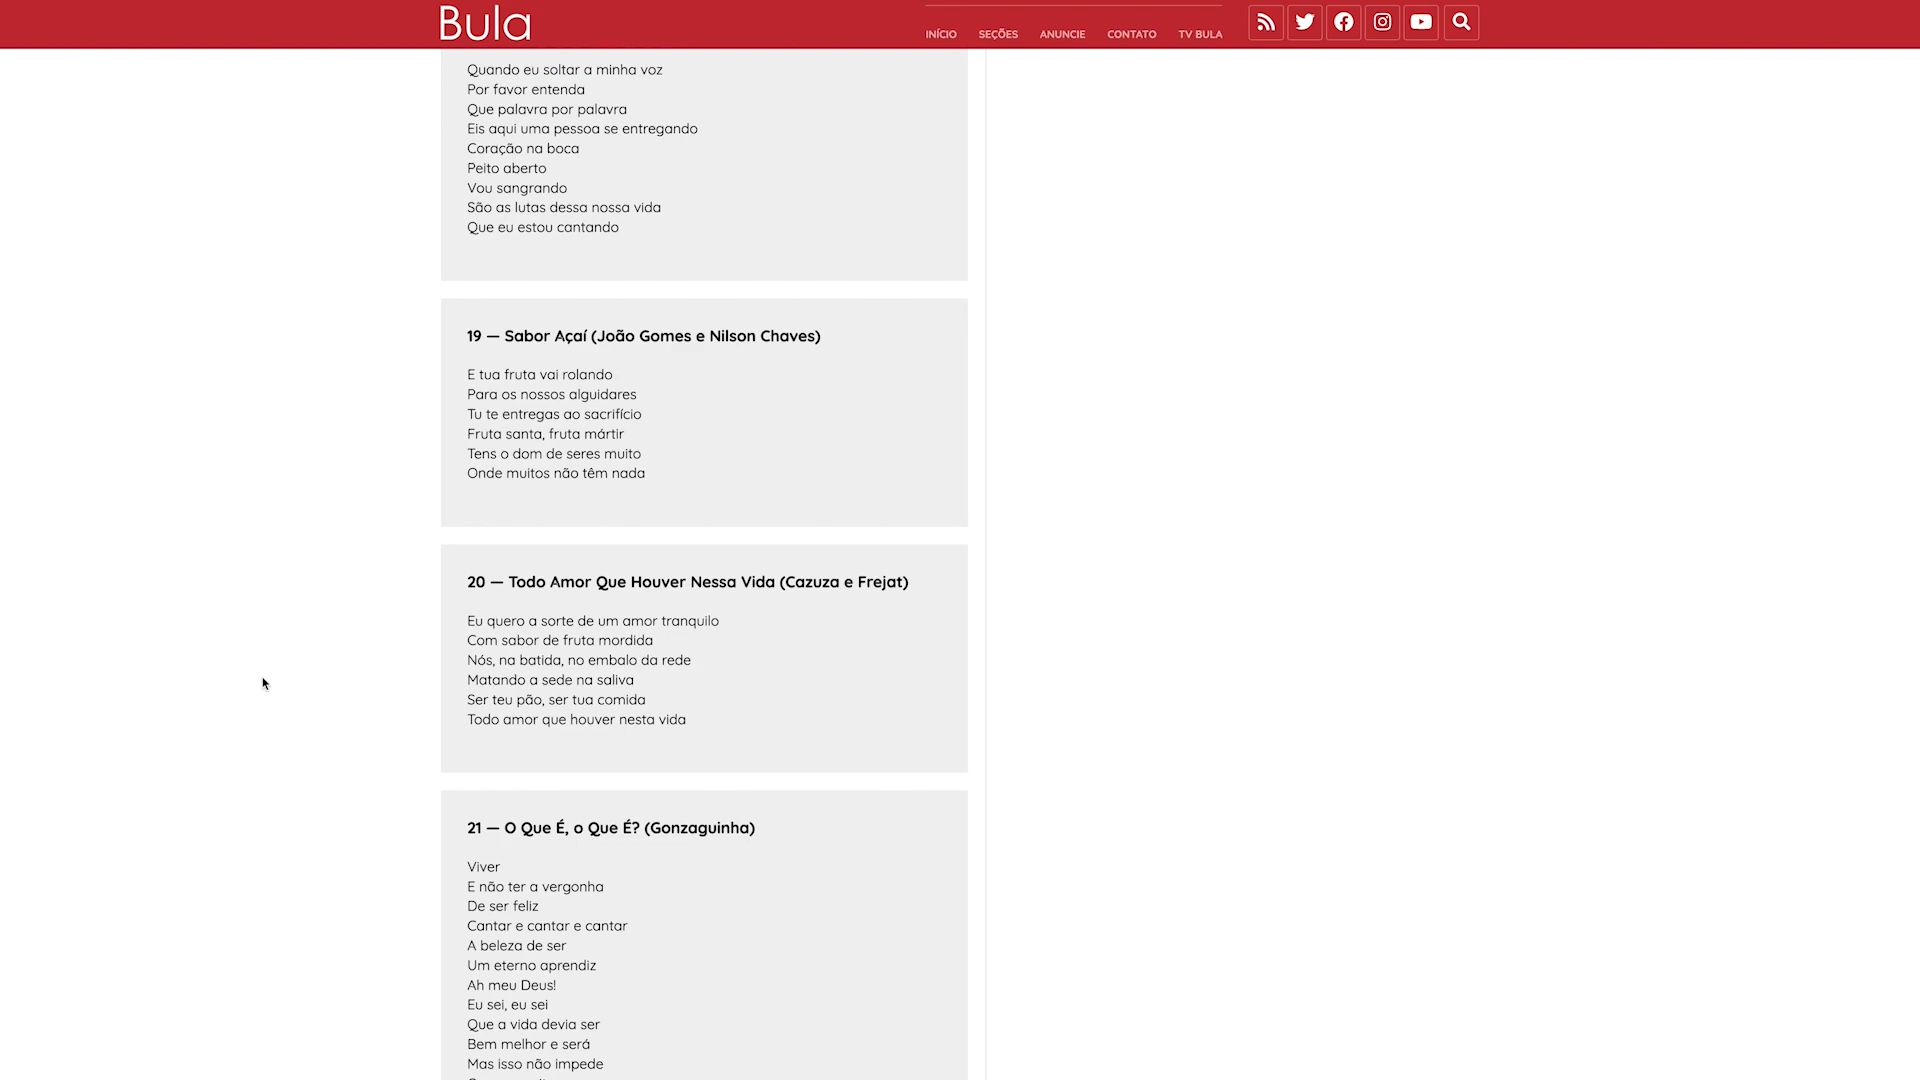 Bula
INÍCIO SEÇÕES ANUNCIE CONTATO TV BULA
Quando eu soltar a minha voz
Por favor entenda
Que palavra por palavra
Eis aqui uma pessoa se entregando
Coração na boca
Peito aberto
Vou sangrando
São as lutas dessa nossa vida
Que eu estou cantando
19 — Sabor Açaí (João Gomes e Nilson Chaves)
E tua fruta vai rolando
Para os nossos alguidares
Tu te entregas ao sacrifício
Fruta santa, fruta mártir
Tens o dom de seres muito
Onde muitos não têm nada
20 — Todo Amor Que Houver Nessa Vida (Cazuza e Frejat)
Eu quero a sorte de um amor tranquilo
Com sabor de fruta mordida
Nós, na batida, no embalo da rede
Matando a sede na saliva
Ser teu pão, ser tua comida
Todo amor que houver nesta vida
21 — O Que É, o Que É? (Gonzaguinha)
Viver
E não ter a vergonha
De ser feliz
Cantar e cantar e cantar
A beleza de ser
Um eterno aprendiz
Ah meu Deus!
Eu sei, eu sei
Que a vida devia ser
Bem melhor e será
Mas isso não impede